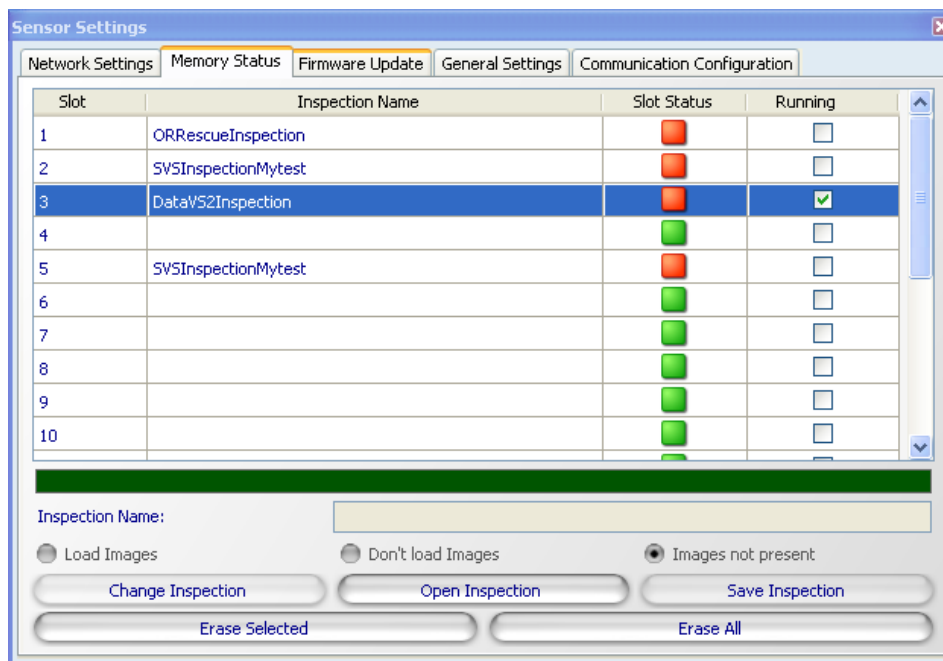 Sensor Settings
Network Settings Memory Status Firmware Update General Settings Communication Configuration
Slot Inspection Name Slot Status Running
1 ORRescueInspection
2 SVSInspectionMytest
3 DataVS2Inspection
4
5 SVSInspectionMytest
6
7
8
9
10
Inspection Name:
Load Images Don't load Images Images not present
Change Inspection Open Inspection Save Inspection
Erase Selected Erase All